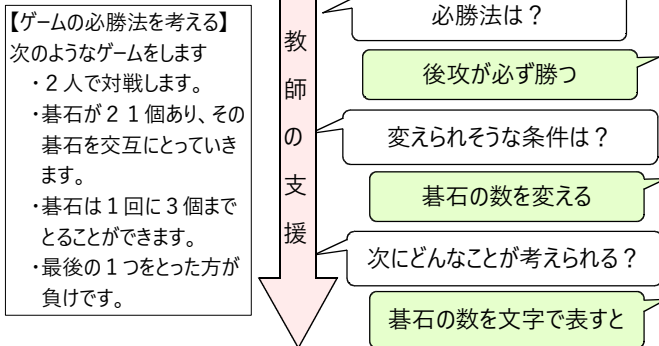 【ゲームの必勝法を考える】
次のようなゲームをします
・２人で対戦します。
・碁石が２１個あり、その
碁石を交互にとっていき
ます。
・碁石は１回に３個まで
とることができます。
・最後の１つをとった方が
負けです。
教師の支援
必勝法は？
後攻が必ず勝つ
変えられそうな条件は？
碁石の数を変える
次にどんなことが考えられる？
碁石の数を文字で表すと